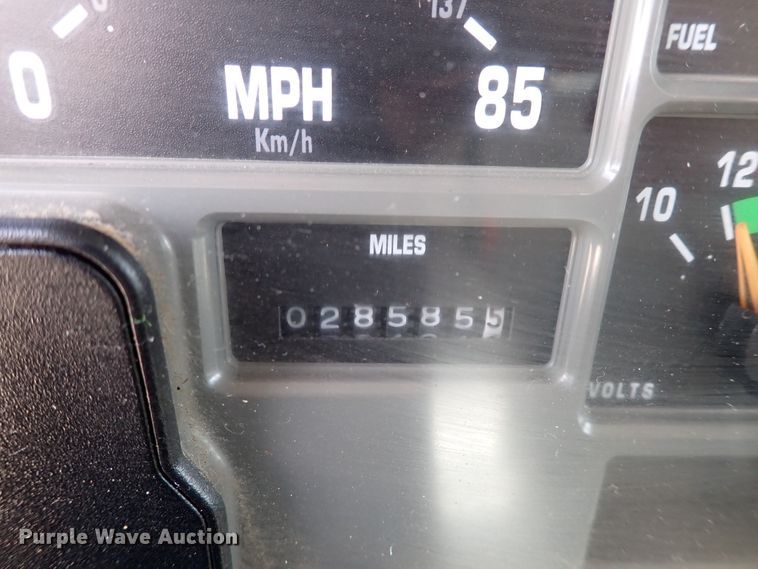 0 MPH 85
137
Km/h
FUEL
10 12
VOLTS
MILES
0285855
Purple Wave Auction